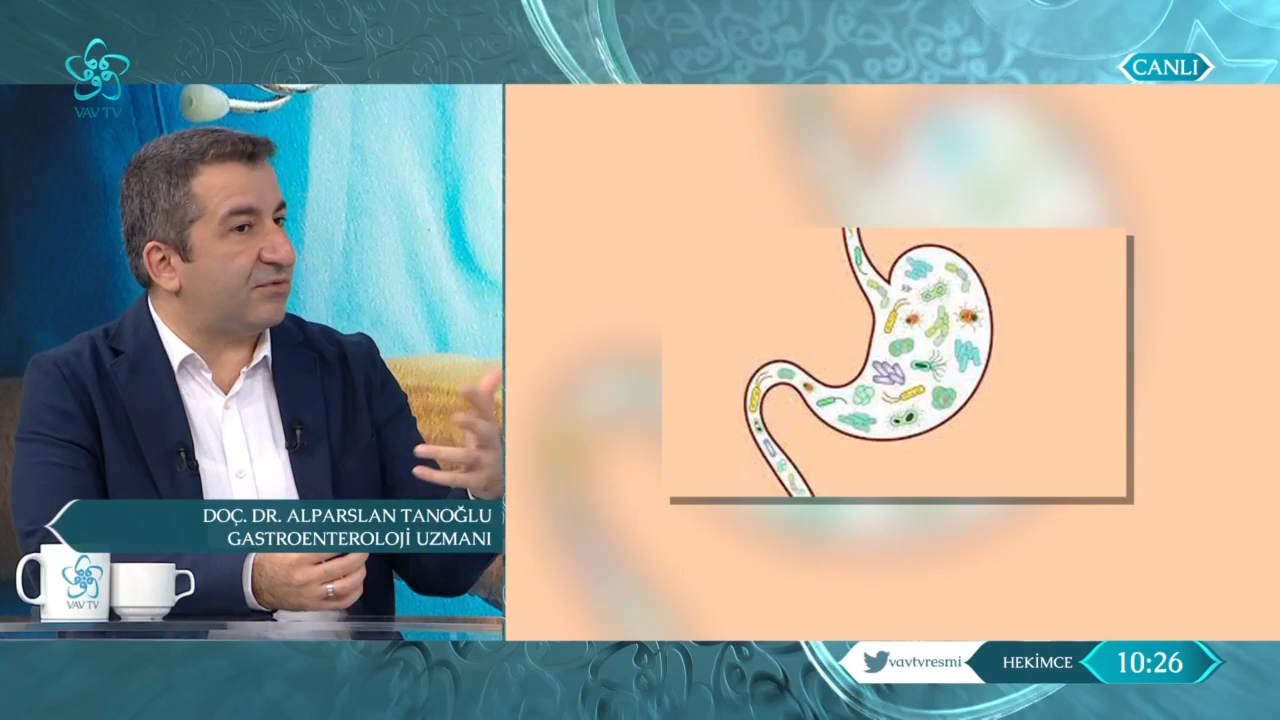 VAV TV
CANLI
DOÇ. DR. ALPARSLAN TANOĞLU
GASTROENTEROLOJİ UZMANI
VAV TV
vavtvresmi
HEKİMCE
10:26